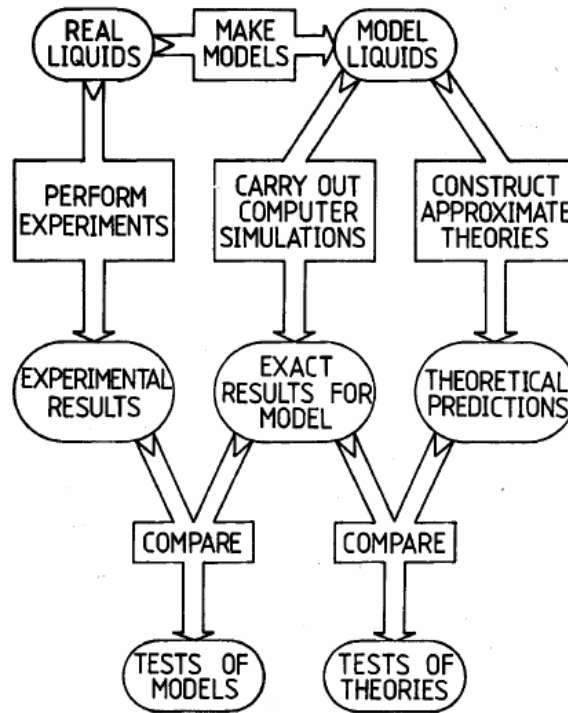 REAL
LIQUIDS
MAKE
MODELS
MODEL
LIQUIDS
PERFORM
EXPERIMENTS
CARRY OUT
COMPUTER
SIMULATIONS
CONSTRUCT
APPROXIMATE
THEORIES
EXPERIMENTAL
RESULTS
EXACT
RESULTS FOR
MODEL
THEORETICAL
PREDICTIONS
COMPARE
COMPARE
TESTS OF
MODELS
TESTS OF
THEORIES